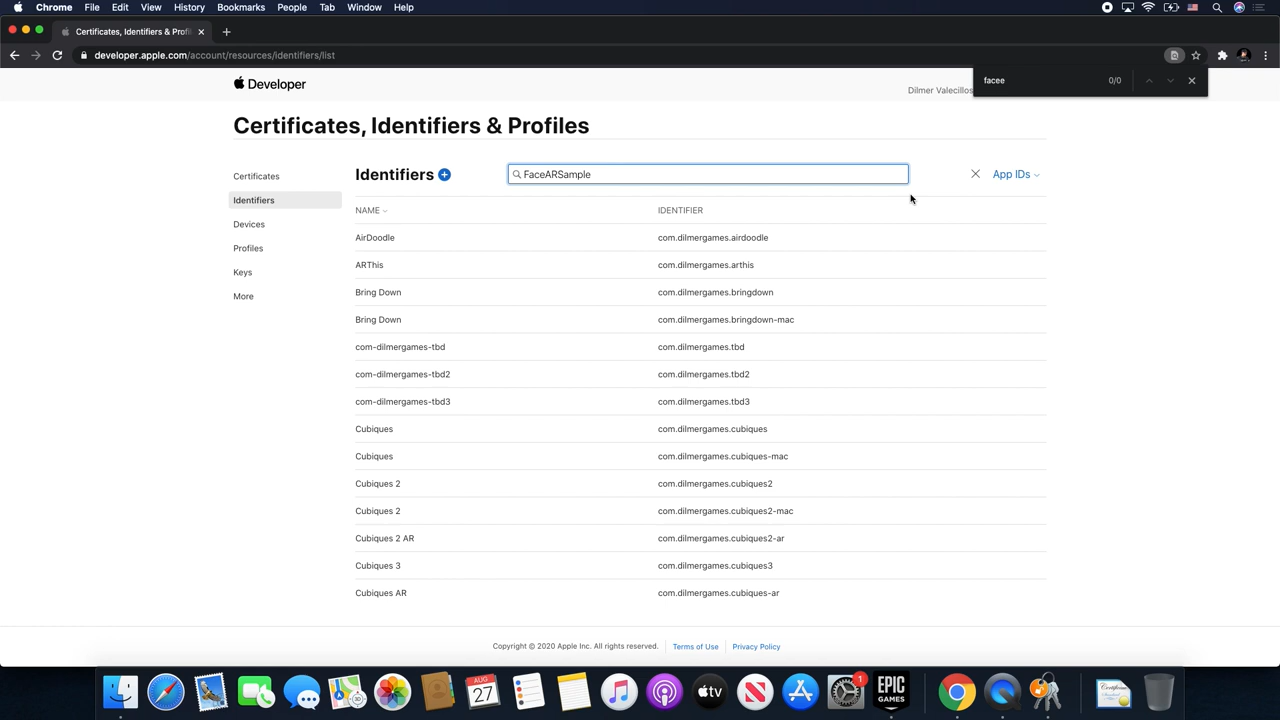 Chrome File Edit View History Bookmarks People Tab Window Help
Certificates, Identifiers & Profil
developer.apple.com/account/resources/identifiers/list
facee 0/0
Developer
Dilmer Valecillos
Certificates, Identifiers & Profiles
Certificates
Identifiers
Devices
Profiles
Keys
More
Identifiers
FaceARSample
App IDs
NAME IDENTIFIER
AirDoodle com.dilmergames.airdoodle
ARThis com.dilmergames.arthis
Bring Down com.dilmergames.bringdown
Bring Down com.dilmergames.bringdown-mac
com-dilmergames-tbd com.dilmergames.tbd
com-dilmergames-tbd2 com.dilmergames.tbd2
com-dilmergames-tbd3 com.dilmergames.tbd3
Cubiques com.dilmergames.cubiques
Cubiques com.dilmergames.cubiques-mac
Cubiques 2 com.dilmergames.cubiques2
Cubiques 2 com.dilmergames.cubiques2-mac
Cubiques 2 AR com.dilmergames.cubiques2-ar
Cubiques 3 com.dilmergames.cubiques3
Cubiques AR com.dilmergames.cubiques-ar
Copyright © 2020 Apple Inc. All rights reserved. Terms of Use Privacy Policy
AUG
27
tv
1
EPIC
GAMES